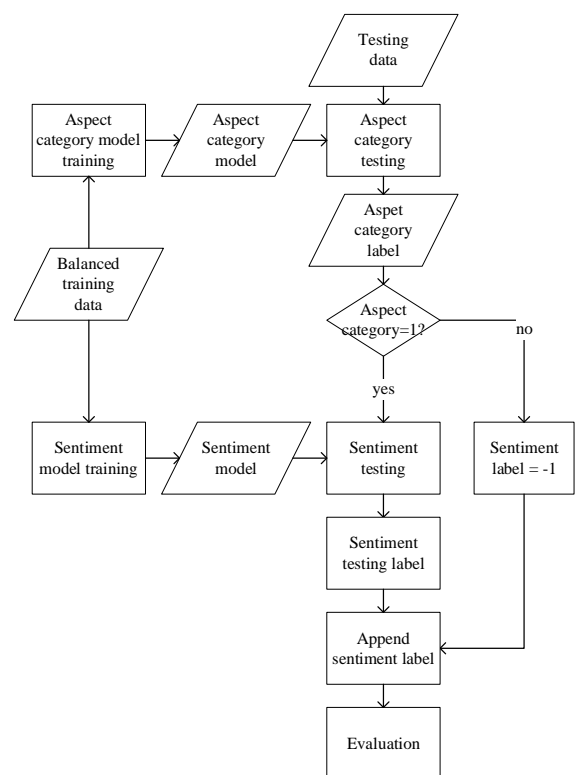 Testing
data
Aspect
category model
training
Aspect
category
model
Aspect
category
testing
Aspet
category
label
Balanced
training
data
Aspect
category=1?
no
yes
Sentiment
model training
Sentiment
model
Sentiment
testing
Sentiment
label = -1
Sentiment
testing label
Append
sentiment label
Evaluation